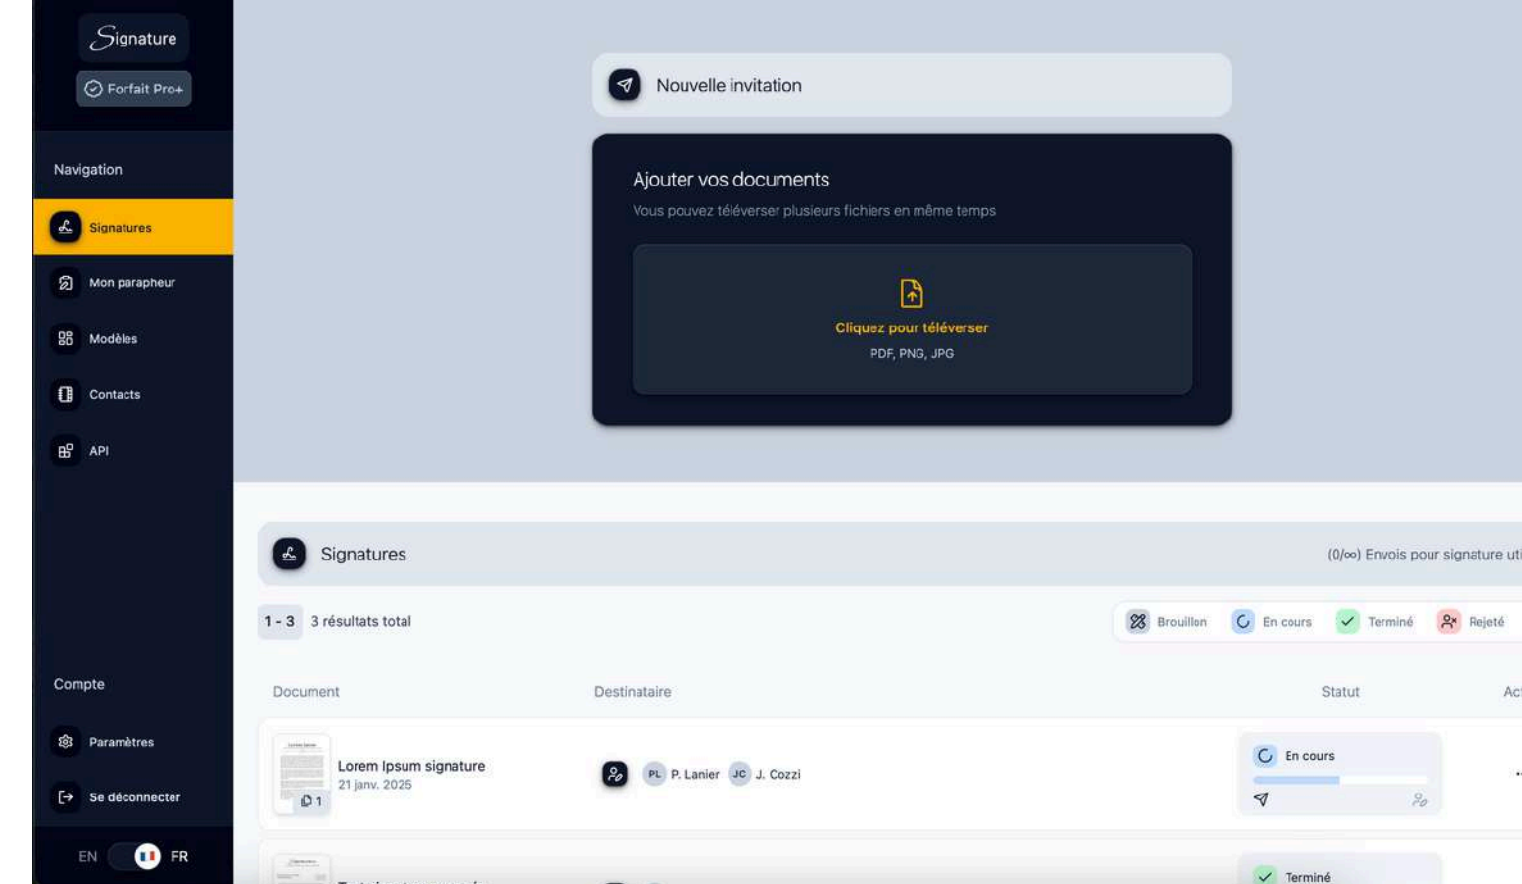 Signature
Forfait Pro+
Navigation
Signatures
Mon parapheur
Modèles
Contacts
API
Compte
Paramètres
Se déconnecter
EN FR
Nouvelle invitation
Ajouter vos documents
Vous pouvez téléverser plusieurs fichiers en même temps
Cliquez pour téléverser
PDF, PNG, JPG
Signatures
(0/∞) Envois pour signature uti
1 - 3 3 résultats total
Brouillon En cours Terminé Rejeté
Document Destinataire Statut Act
Lorem Ipsum signature
21 janv. 2025
1
PL P. Lanier JC J. Cozzi
En cours
Terminé